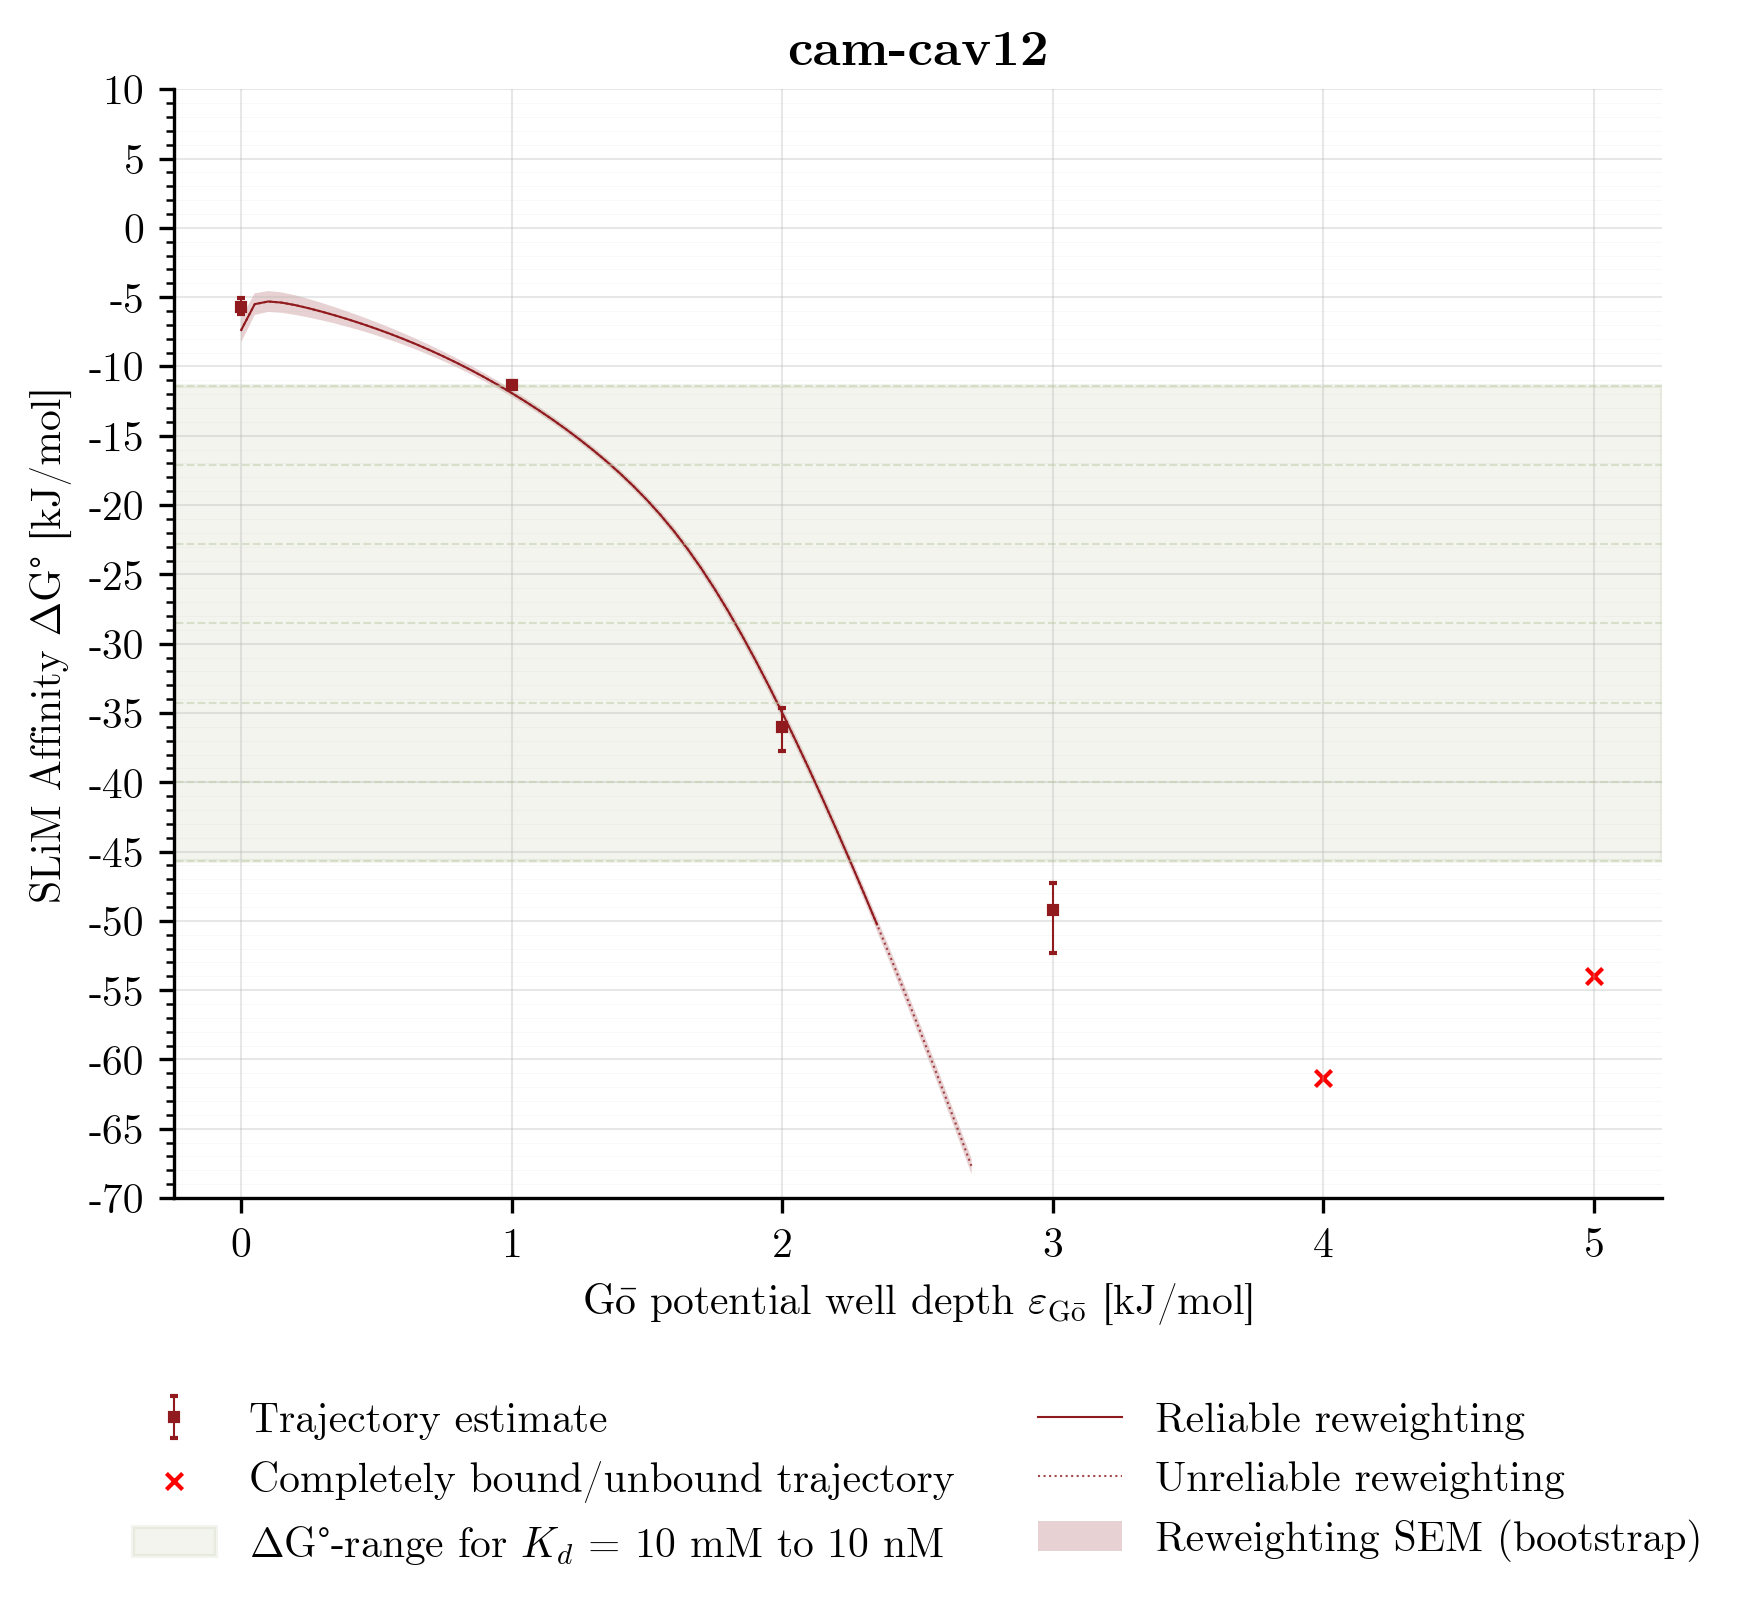 cam-cav12
10
5
0
-5
-10
-15
-20
-25
-30
-35
-40
-45
-50
-55
-60
-65
-70
SLiM Affinity ΔG° [kJ/mol]
0 1 2 3 4 5
Gō potential well depth ε_Gō [kJ/mol]
Trajectory estimate
Completely bound/unbound trajectory
ΔG°-range for K_d = 10 mM to 10 nM
Reliable reweighting
Unreliable reweighting
Reweighting SEM (bootstrap)